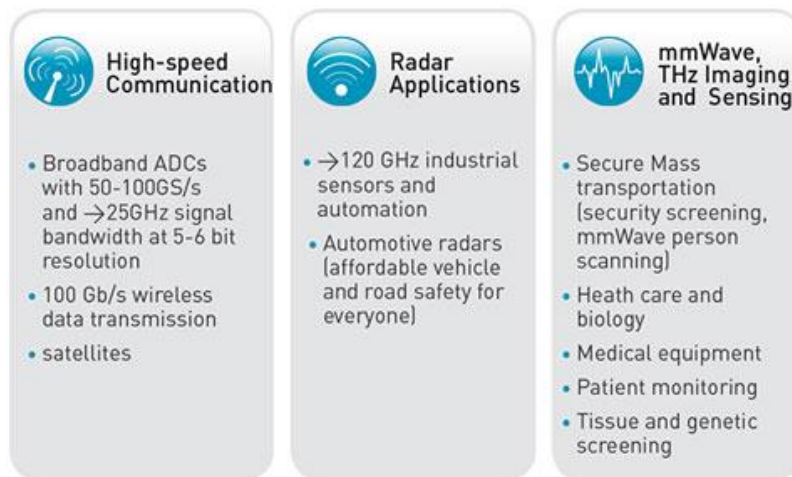 High-speed
Communication
• Broadband ADCs
with 50-100GS/s
and →25GHz signal
bandwidth at 5-6 bit
resolution
• 100 Gb/s wireless
data transmission
• satellites
Radar
Applications
• →120 GHz industrial
sensors and
automation
• Automotive radars
(affordable vehicle
and road safety for
everyone)
mmWave,
THz Imaging
and Sensing
• Secure Mass
transportation
(security screening,
mmWave person
scanning)
• Heath care and
biology
• Medical equipment
• Patient monitoring
• Tissue and genetic
screening